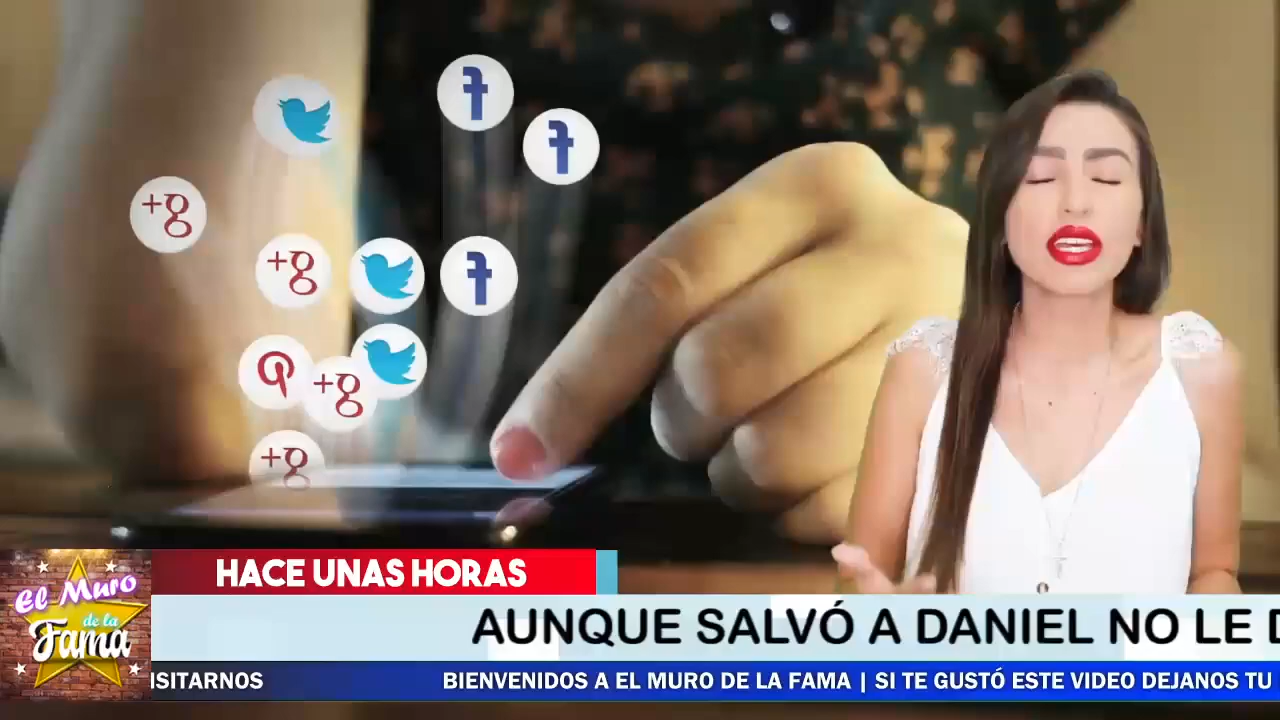 HACE UNAS HORAS
AUNQUE SALVÓ A DANIEL NO LE
El Muro
de la
Fama
ISITARNOS
BIENVENIDOS A EL MURO DE LA FAMA | SI TE GUSTÓ ESTE VIDEO DEJANOS TU